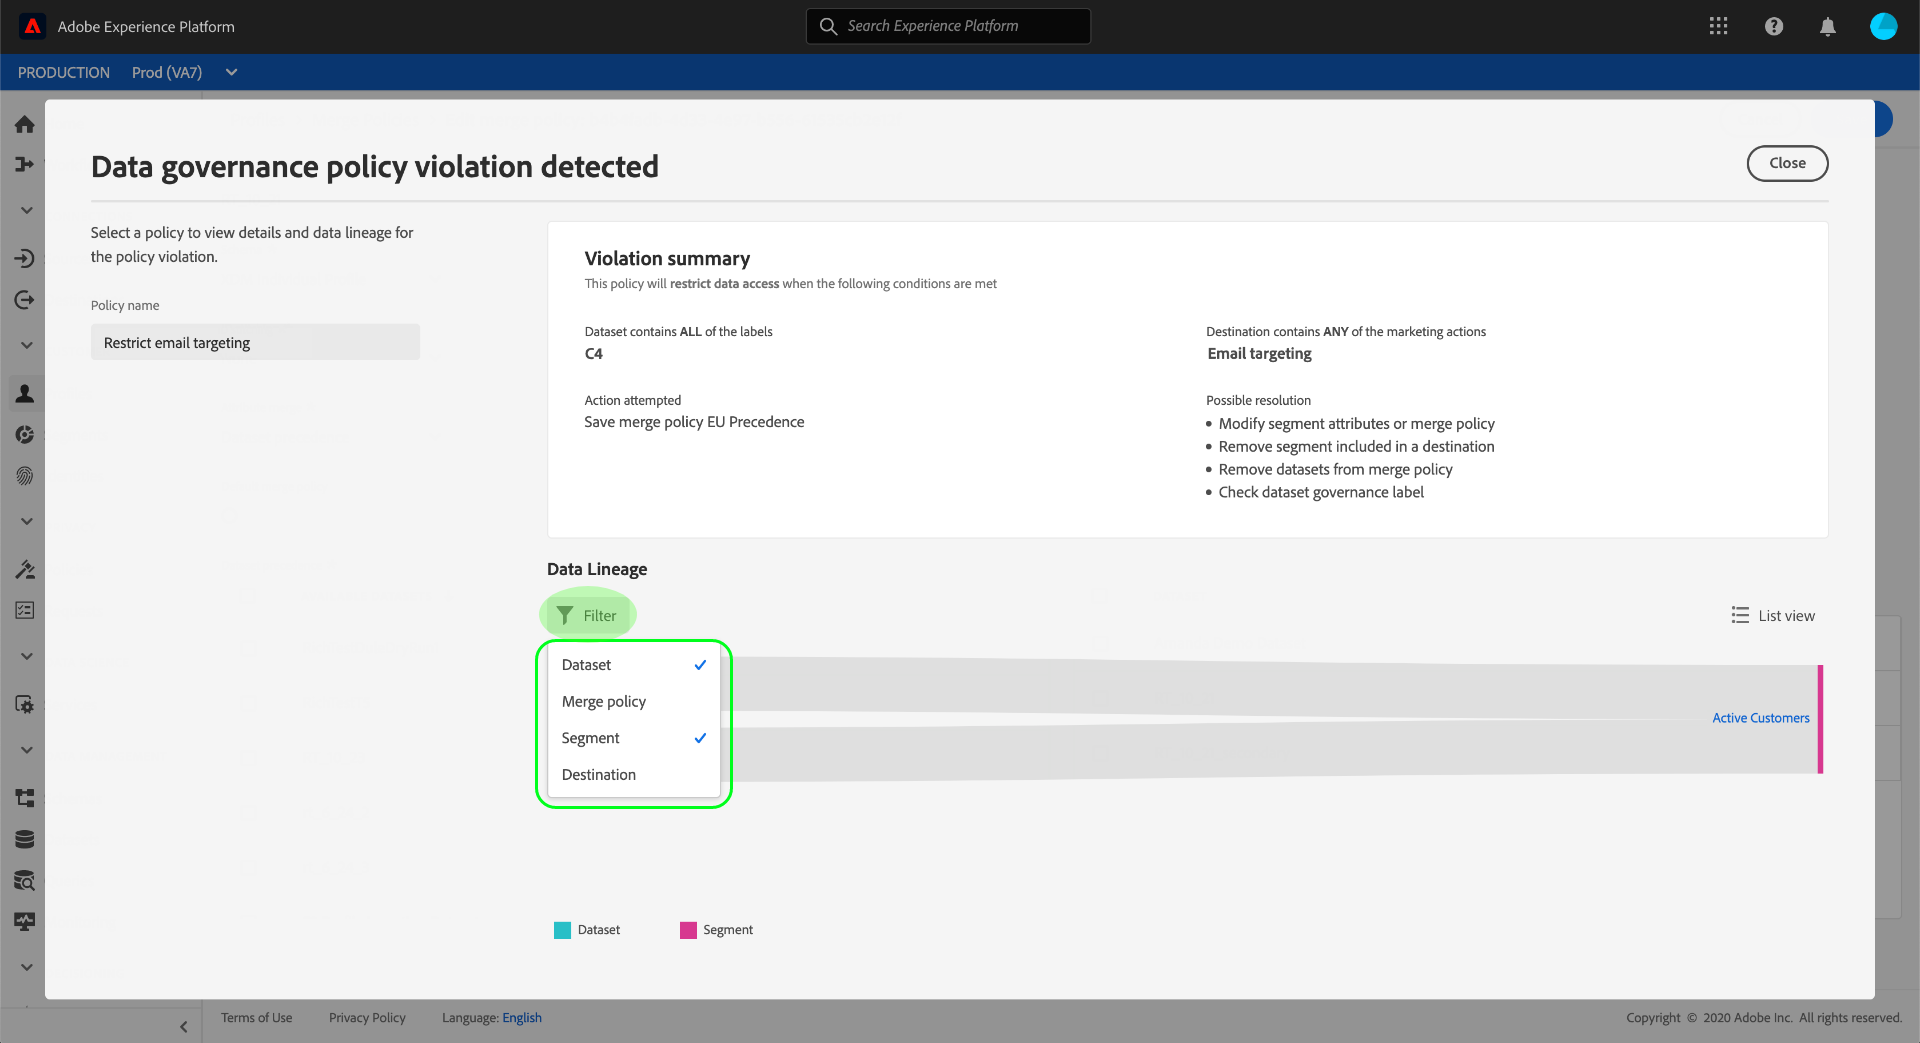 Adobe Experience Platform
Search Experience Platform
PRODUCTION Prod (VA7)
Data governance policy violation detected
Close
Select a policy to view details and data lineage for
the policy violation.
Policy name
Restrict email targeting
Violation summary
This policy will restrict data access when the following conditions are met
Dataset contains ALL of the labels
C4
Destination contains ANY of the marketing actions
Email targeting
Action attempted
Save merge policy EU Precedence
Possible resolution
• Modify segment attributes or merge policy
• Remove segment included in a destination
• Remove datasets from merge policy
• Check dataset governance label
Data Lineage
Filter
List view
Dataset
Merge policy
Segment
Destination
Active Customers
Dataset
Segment
Terms of Use Privacy Policy Language: English
Copyright © 2020 Adobe Inc. All rights reserved.